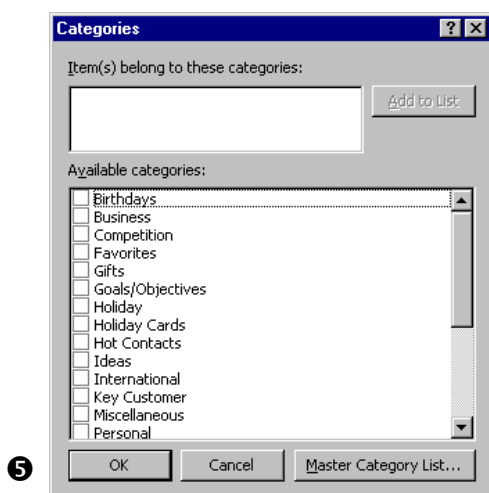 Categories
Item(s) belong to these categories:
Add to List
Available categories:
Birthdays
Business
Competition
Favorites
Gifts
Goals/Objectives
Holiday
Holiday Cards
Hot Contacts
Ideas
International
Key Customer
Miscellaneous
Personal
❺ OK Cancel Master Category List...